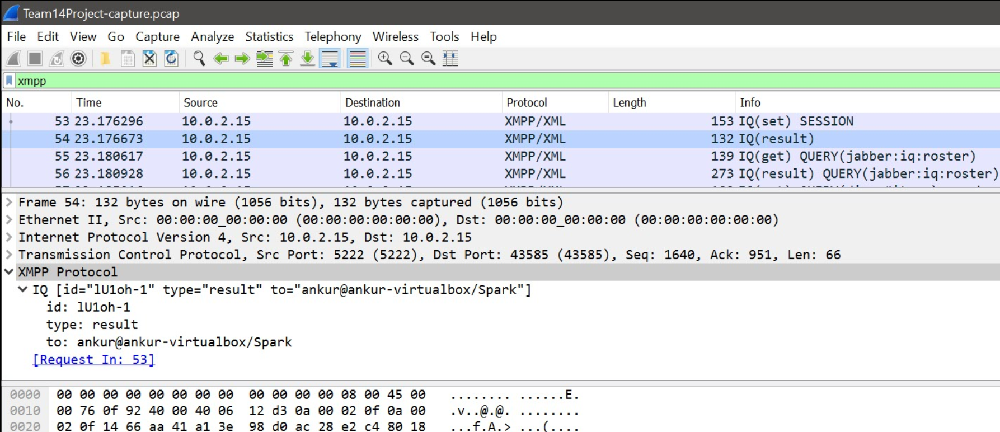 Team14Project-capture.pcap
File Edit View Go Capture Analyze Statistics Telephony Wireless Tools Help
xmpp
No. Time Source Destination Protocol Length Info
53 23.176296 10.0.2.15 10.0.2.15 XMPP/XML 153 IQ(set) SESSION
54 23.176673 10.0.2.15 10.0.2.15 XMPP/XML 132 IQ(result)
55 23.180617 10.0.2.15 10.0.2.15 XMPP/XML 139 IQ(get) QUERY(jabber:iq:roster)
56 23.180928 10.0.2.15 10.0.2.15 XMPP/XML 273 IQ(result) QUERY(jabber:iq:roster)
Frame 54: 132 bytes on wire (1056 bits), 132 bytes captured (1056 bits)
Ethernet II, Src: 00:00:00_00:00:00 (00:00:00:00:00:00), Dst: 00:00:00_00:00:00 (00:00:00:00:00:00)
Internet Protocol Version 4, Src: 10.0.2.15, Dst: 10.0.2.15
Transmission Control Protocol, Src Port: 5222 (5222), Dst Port: 43585 (43585), Seq: 1640, Ack: 951, Len: 66
XMPP Protocol
IQ [id="lU1oh-1" type="result" to="ankur@ankur-virtualbox/Spark"]
id: lU1oh-1
type: result
to: ankur@ankur-virtualbox/Spark
[Request In: 53]
0000 00 00 00 00 00 00 00 00 00 00 00 00 08 00 45 00 ........ ......E.
0010 00 76 0f 92 40 00 40 06 12 d3 0a 00 02 0f 0a 00 .v..@.@. ........
0020 02 0f 14 66 aa 41 a1 3e 98 d0 ac 28 e2 c4 80 18 ...f.A.> ...(....